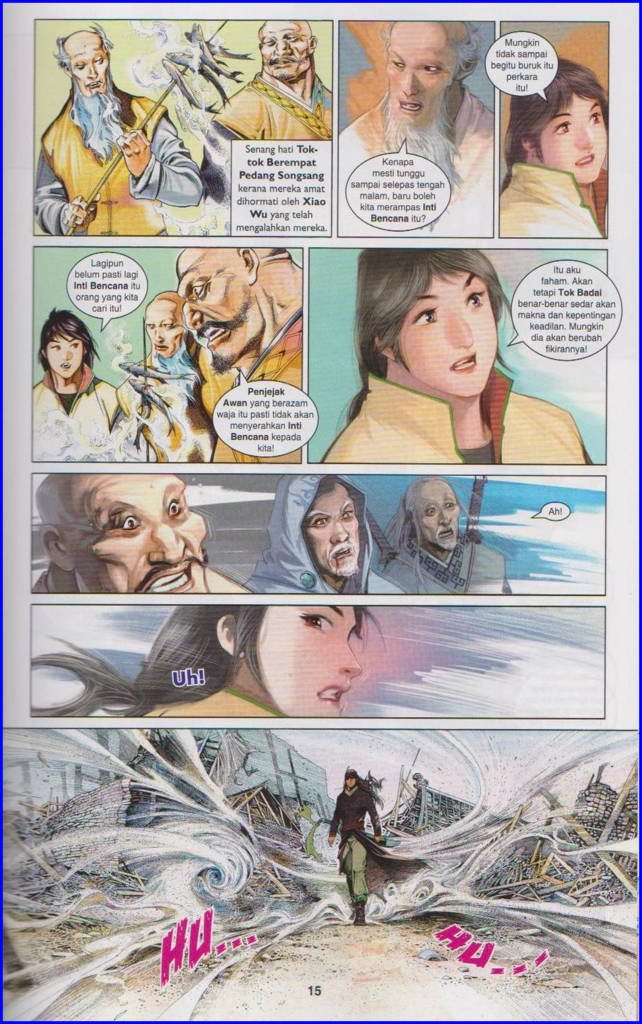 Senang hati Tok-
tok Berempat
Pedang Songsang
kerana mereka amat
dihormati oleh Xiao
Wu yang telah
mengalahkan mereka.
Kenapa
mesti tunggu
sampai selepas tengah
malam, baru boleh
kita merampas Inti
Bencana itu?
Mungkin
tidak sampai
begitu buruk itu
perkara
itu!
Lagipun
belum pasti lagi
Inti Bencana itu
orang yang kita
cari itu!
Penjejak
Awan yang berazam
waja itu pasti tidak akan
menyerahkan Inti
Bencana kepada
kita!
Itu aku
faham. Akan
tetapi Tok Badai
benar-benar sedar akan
makna dan kepentingan
keadilan. Mungkin
dia akan berubah
fikirannya!
Ah!
Uh!
HU...
HU...
15